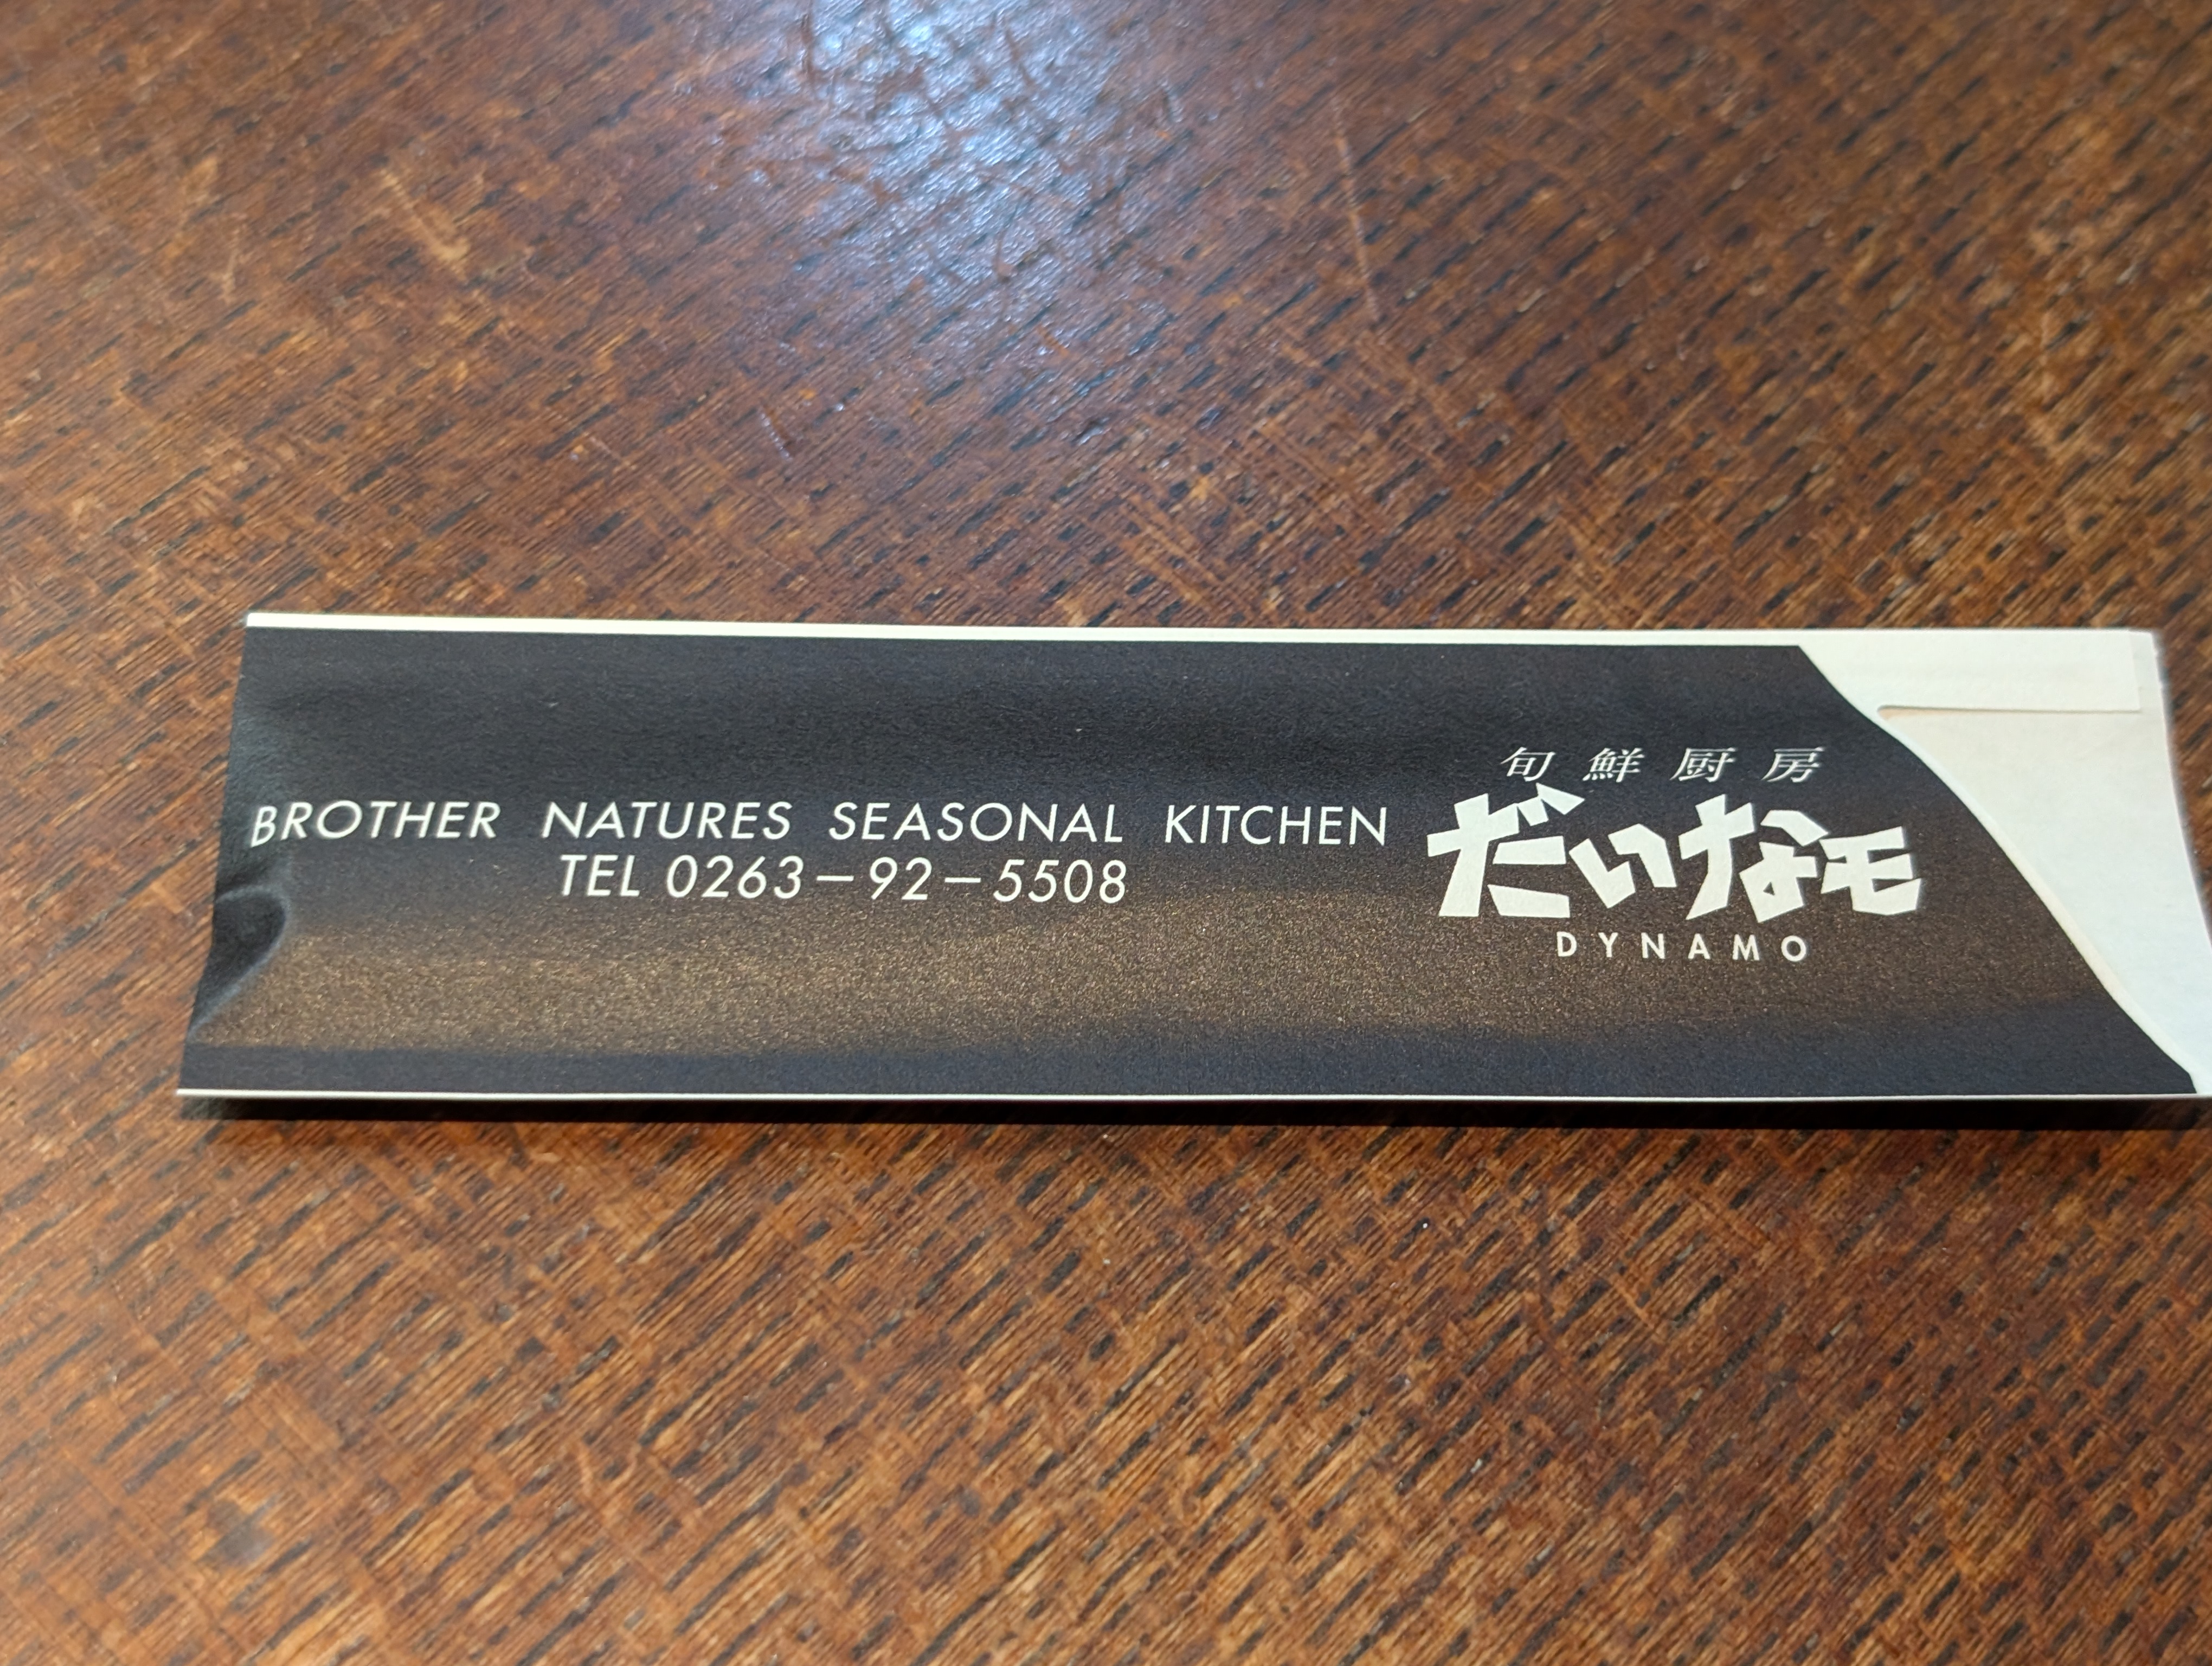 BROTHER NATURES SEASONAL KITCHEN
TEL 0263-92-5508
旬鮮厨房
だいなモ
DYNAMO